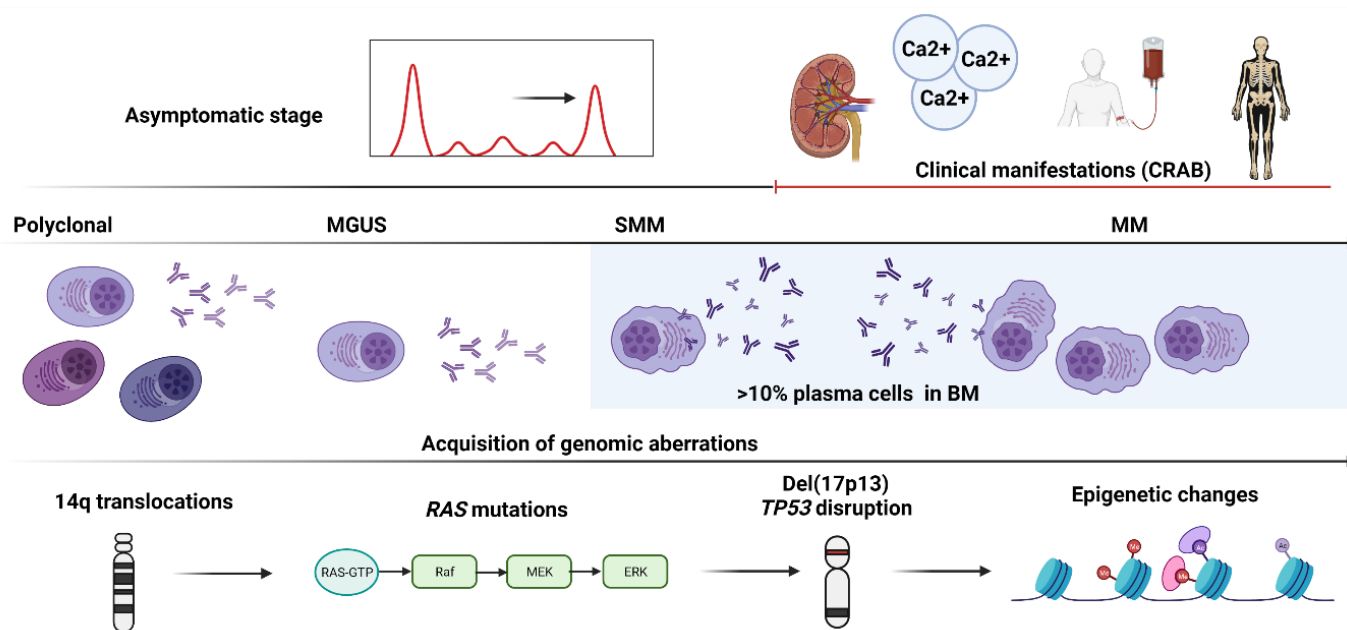 Asymptomatic stage
Ca2+
Ca2+
Ca2+
Clinical manifestations (CRAB)
Polyclonal
MGUS
SMM
MM
>10% plasma cells in BM
Acquisition of genomic aberrations
14q translocations
RAS mutations
Del(17p13)
TP53 disruption
Epigenetic changes
RAS-GTP
Raf
MEK
ERK
Me
Me
Me
Ac
Ac